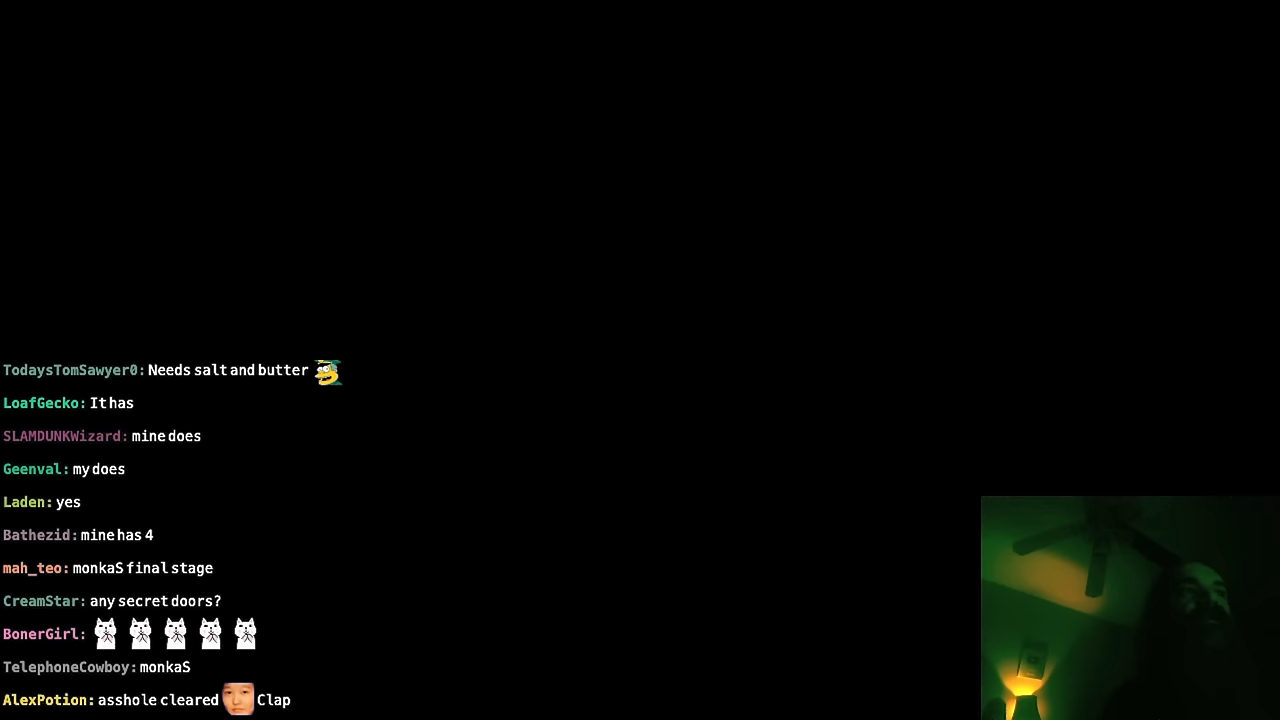 TodaysTomSawyer0: Needs salt and butter
LoafGecko: It has
SLAMDUNKWizard: mine does
Geenval: my does
Laden: yes
Bathezid: mine has 4
mah_teo: monkaS final stage
CreamStar: any secret doors?
BonerGirl:
TelephoneCowboy: monkaS
AlexPotion: asshole cleared Clap